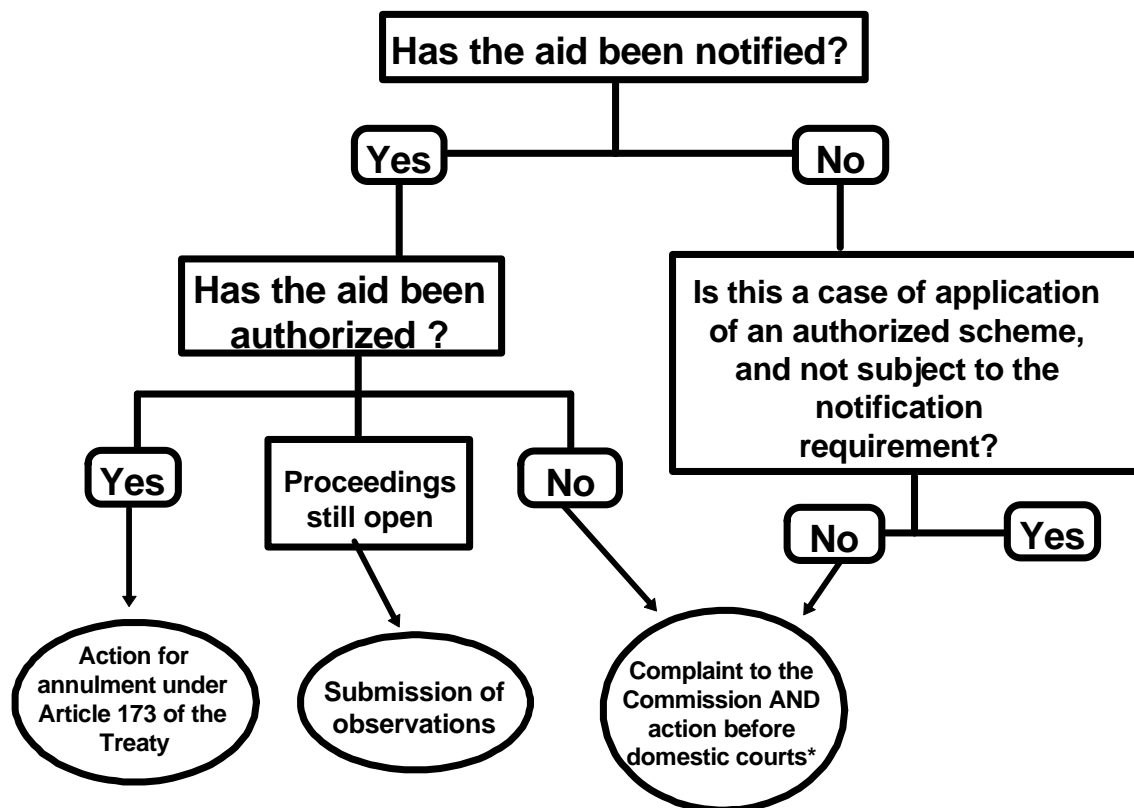 Has the aid been notified?
Yes
No
Has the aid been
authorized ?
Is this a case of application
of an authorized scheme,
and not subject to the
notification
requirement?
Yes
Proceedings
still open
No
No
Yes
Action for
annulment under
Article 173 of the
Treaty
Submission of
observations
Complaint to the
Commission AND
action before
domestic courts*